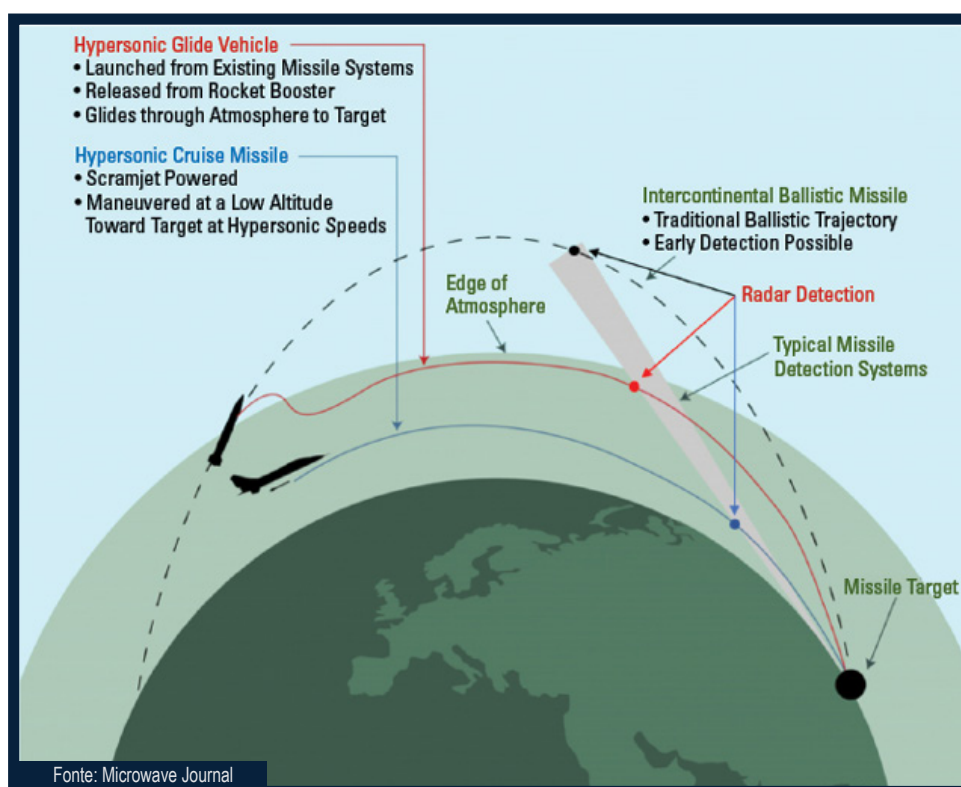 Hypersonic Glide Vehicle
• Launched from Existing Missile Systems
• Released from Rocket Booster
• Glides through Atmosphere to Target
Hypersonic Cruise Missile
• Scramjet Powered
• Maneuvered at a Low Altitude
Toward Target at Hypersonic Speeds
Intercontinental Ballistic Missile
• Traditional Ballistic Trajectory
• Early Detection Possible
Edge of
Atmosphere
Radar Detection
Typical Missile
Detection Systems
Missile Target
Fonte: Microwave Journal